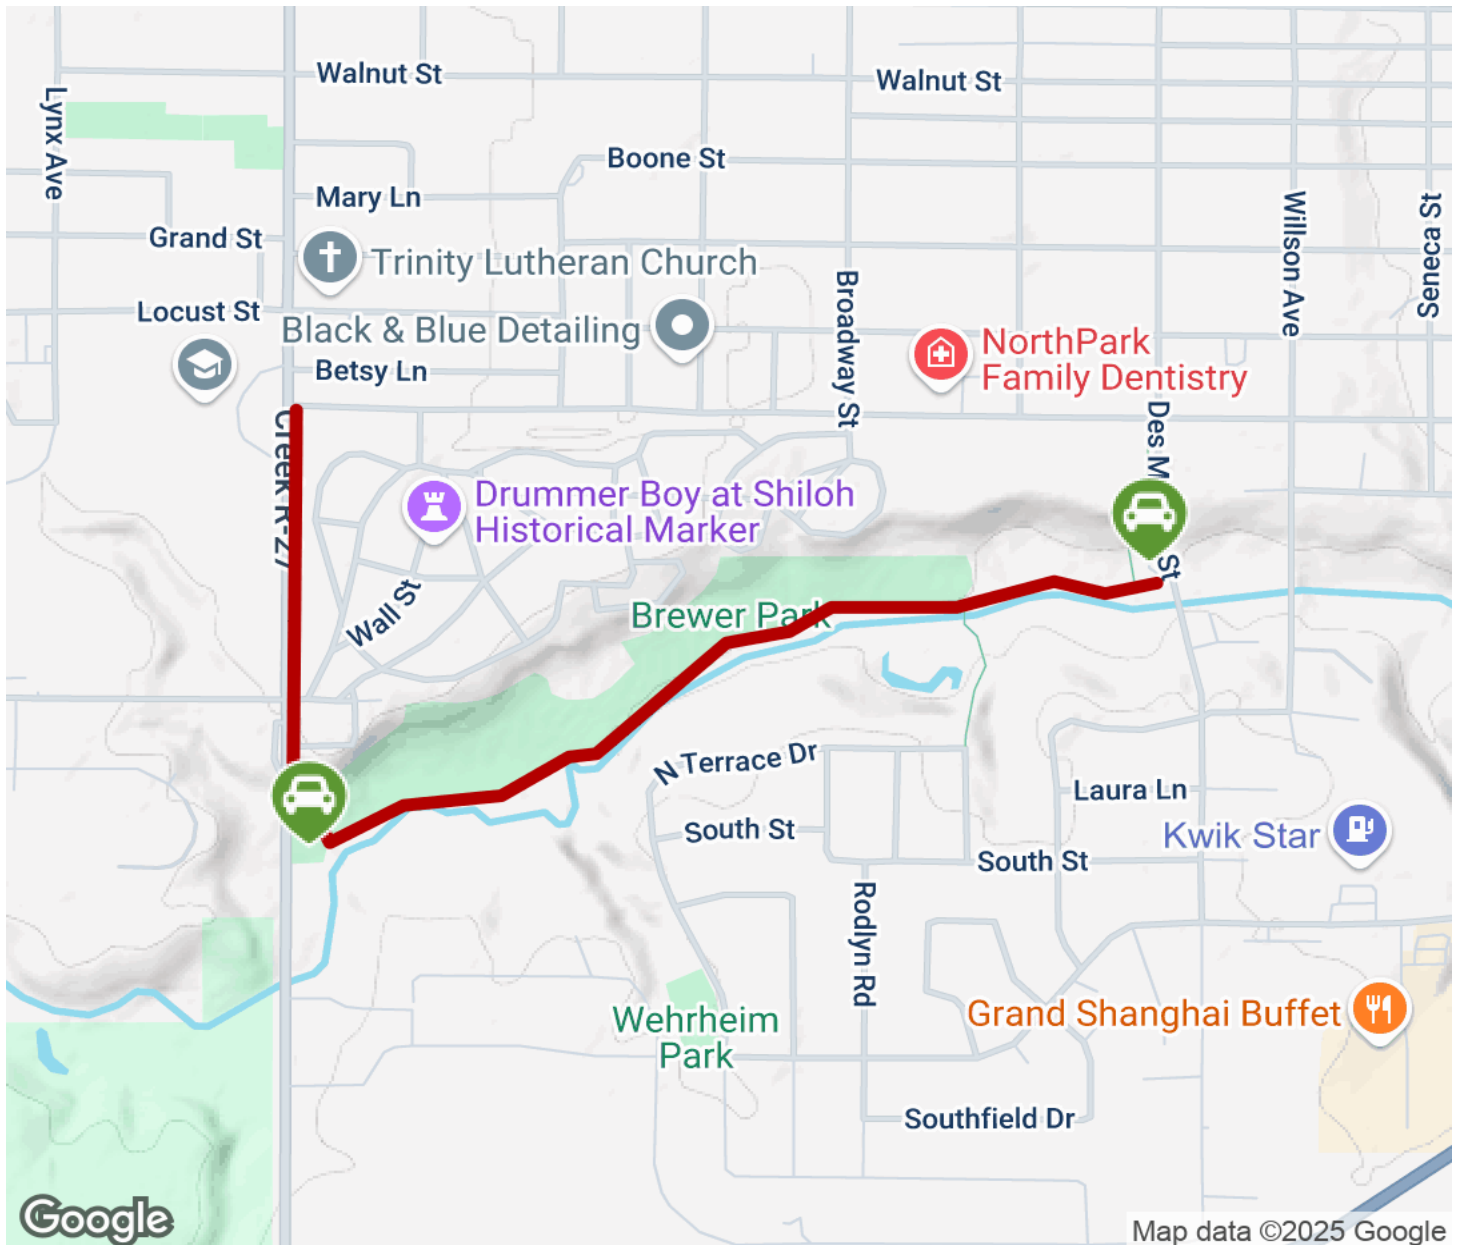 Walnut St
Walnut St
Lynx Ave
Boone St
Mary Ln
Grand St
Willson Ave
Seneca St
Trinity Lutheran Church
Locust St
Broadway St
Black & Blue Detailing
NorthPark
Family Dentistry
Betsy Ln
Des M
St
Creek R-27
Drummer Boy at Shiloh
Historical Marker
Wall St
Brewer Park
N Terrace Dr
Laura Ln
South St
Kwik Star
South St
Rodlyn Rd
Wehrheim
Park
Grand Shanghai Buffet
Southfield Dr
Google
Map data ©2025 Google